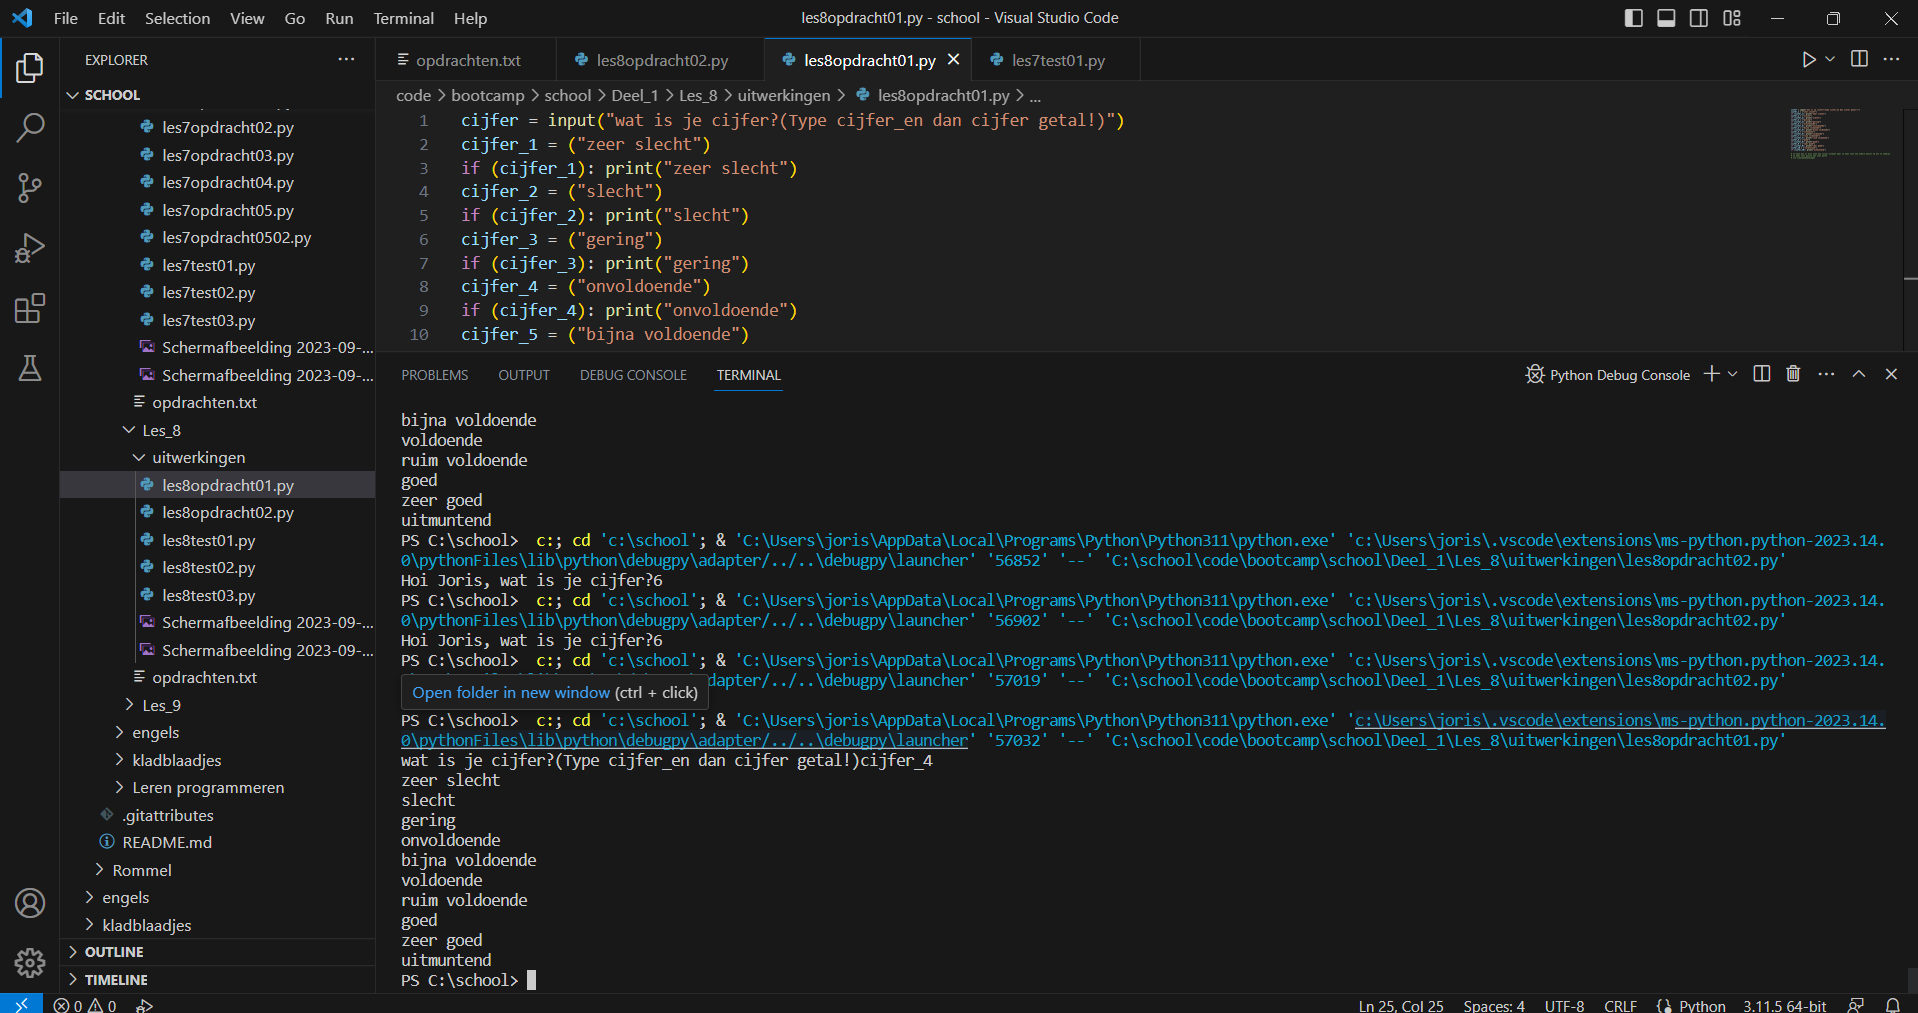 File Edit Selection View Go Run Terminal Help
les8opdracht01.py - school - Visual Studio Code
EXPLORER
SCHOOL
les7opdracht02.py
les7opdracht03.py
les7opdracht04.py
les7opdracht05.py
les7opdracht0502.py
les7test01.py
les7test02.py
les7test03.py
Schermafbeelding 2023-09-...
Schermafbeelding 2023-09-...
opdrachten.txt
Les_8
uitwerkingen
les8opdracht01.py
les8opdracht02.py
les8test01.py
les8test02.py
les8test03.py
Schermafbeelding 2023-09-...
Schermafbeelding 2023-09-...
opdrachten.txt
Les_9
engels
kladblaadjes
Leren programmeren
.gitattributes
README.md
Rommel
engels
kladblaadjes
OUTLINE
TIMELINE
opdrachten.txt les8opdracht02.py les8opdracht01.py les7test01.py
code > bootcamp > school > Deel_1 > Les_8 > uitwerkingen > les8opdracht01.py > ...
1 cijfer = input("wat is je cijfer?(Type cijfer_en dan cijfer getal!)")
2 cijfer_1 = ("zeer slecht")
3 if (cijfer_1): print("zeer slecht")
4 cijfer_2 = ("slecht")
5 if (cijfer_2): print("slecht")
6 cijfer_3 = ("gering")
7 if (cijfer_3): print("gering")
8 cijfer_4 = ("onvoldoende")
9 if (cijfer_4): print("onvoldoende")
10 cijfer_5 = ("bijna voldoende")
PROBLEMS OUTPUT DEBUG CONSOLE TERMINAL
Python Debug Console
bijna voldoende
voldoende
ruim voldoende
goed
zeer goed
uitmuntend
PS C:\school> c:; cd 'c:\school'; & 'C:\Users\joris\AppData\Local\Programs\Python\Python311\python.exe' 'c:\Users\joris\.vscode\extensions\ms-python.python-2023.14.
0\pythonFiles\lib\python\debugpy\adapter/../..\debugpy\launcher' '56852' '--' 'C:\school\code\bootcamp\school\Deel_1\Les_8\uitwerkingen\les8opdracht02.py'
Hoi Joris, wat is je cijfer?6
PS C:\school> c:; cd 'c:\school'; & 'C:\Users\joris\AppData\Local\Programs\Python\Python311\python.exe' 'c:\Users\joris\.vscode\extensions\ms-python.python-2023.14.
0\pythonFiles\lib\python\debugpy\adapter/../..\debugpy\launcher' '56902' '--' 'C:\school\code\bootcamp\school\Deel_1\Les_8\uitwerkingen\les8opdracht02.py'
Hoi Joris, wat is je cijfer?6
PS C:\school> c:; cd 'c:\school'; & 'C:\Users\joris\AppData\Local\Programs\Python\Python311\python.exe' 'c:\Users\joris\.vscode\extensions\ms-python.python-2023.14.
dapter/../..\debugpy\launcher' '57019' '--' 'C:\school\code\bootcamp\school\Deel_1\Les_8\uitwerkingen\les8opdracht02.py'
Open folder in new window (ctrl + click)
PS C:\school> c:; cd 'c:\school'; & 'C:\Users\joris\AppData\Local\Programs\Python\Python311\python.exe' 'c:\Users\joris\.vscode\extensions\ms-python.python-2023.14.
0\pythonFiles\lib\python\debugpy\adapter/../..\debugpy\launcher' '57032' '--' 'C:\school\code\bootcamp\school\Deel_1\Les_8\uitwerkingen\les8opdracht01.py'
wat is je cijfer?(Type cijfer_en dan cijfer getal!)cijfer_4
zeer slecht
slecht
gering
onvoldoende
bijna voldoende
voldoende
ruim voldoende
goed
zeer goed
uitmuntend
PS C:\school>
0 0
Ln 25, Col 25 Spaces: 4 UTF-8 CRLF Python 3.11.5 64-bit